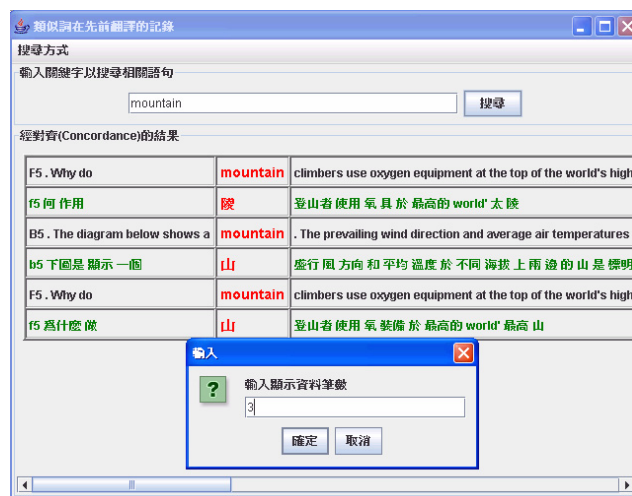 類似詞在先前翻譯的記錄
搜尋方式
輸入關鍵字以搜尋相關語句
mountain 搜尋
經對齊(Concordance)的結果
F5 . Why do mountain climbers use oxygen equipment at the top of the world's high
f5 何 作用 陵 登山者 使用 氧 具 於 最高的 world' 太 陵
B5 . The diagram below shows a mountain . The prevailing wind direction and average air temperatures
b5 下圖是 顯示 一個 山 盛行 風 方向 和 平均 溫度 於 不同 海拔 上 兩 邊 的 山 是 標明
F5 . Why do mountain climbers use oxygen equipment at the top of the world's high
f5 爲什麼 做 山 登山者 使用 氧 裝備 於 最高的 world' 最高 山
輸入
輸入顯示資料筆數
3
確定 取消